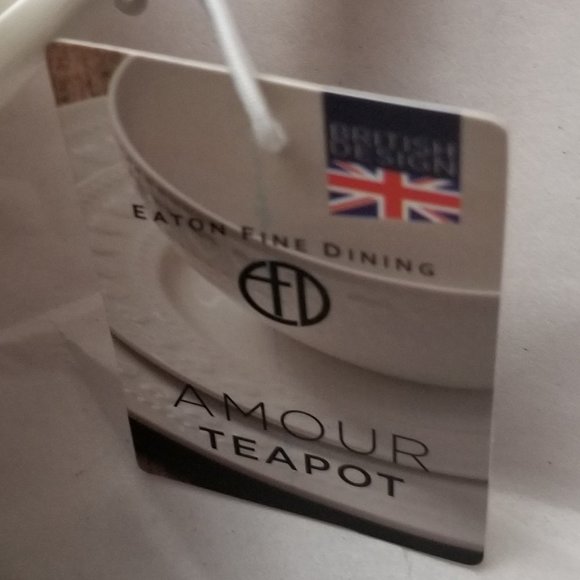 BRITISH
DESIGN
EATON FINE DINING
EFD
AMOUR
TEAPOT